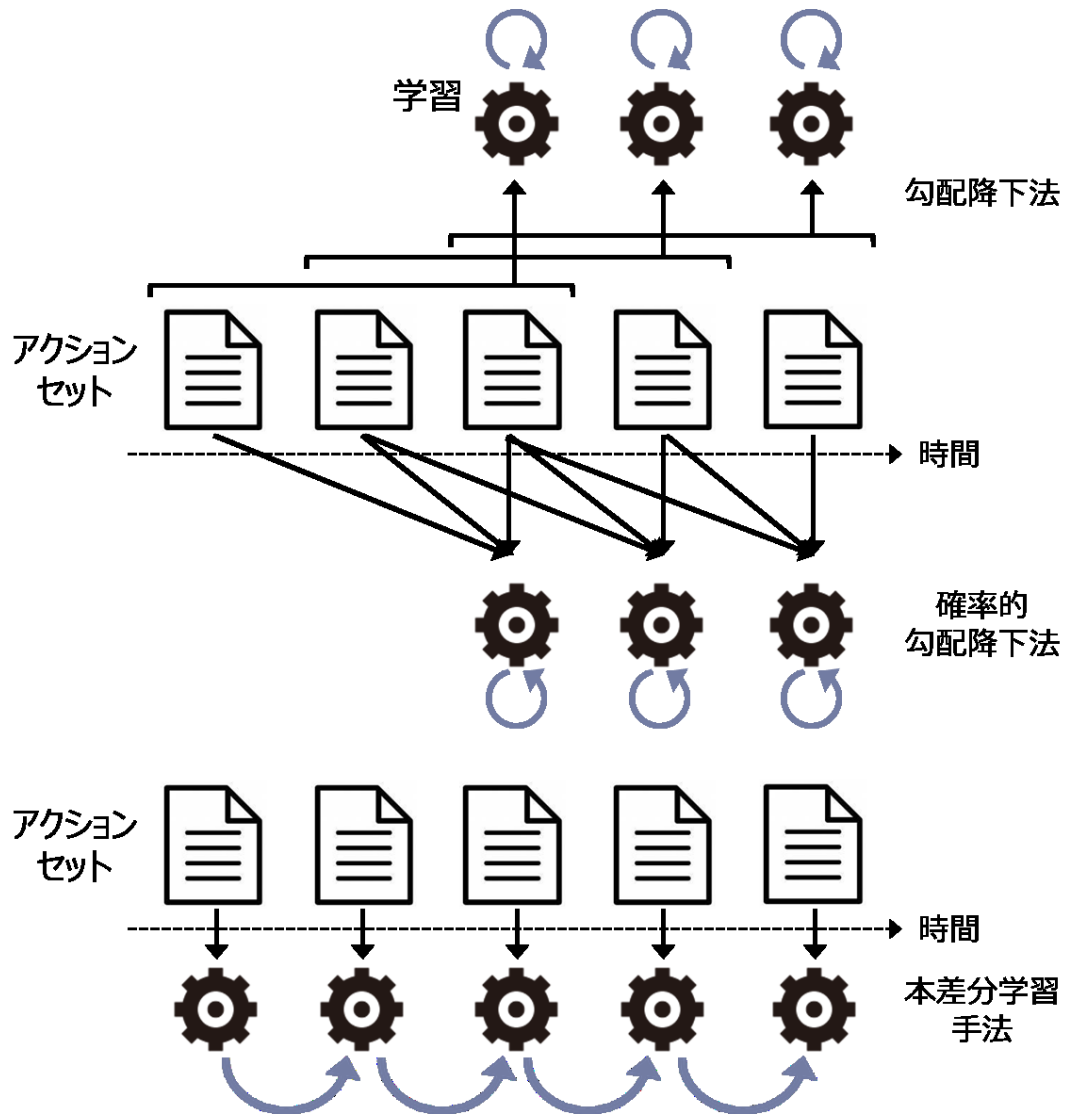 学習
勾配降下法
アクション
セット
時間
確率的
勾配降下法
アクション
セット
時間
本差分学習
手法